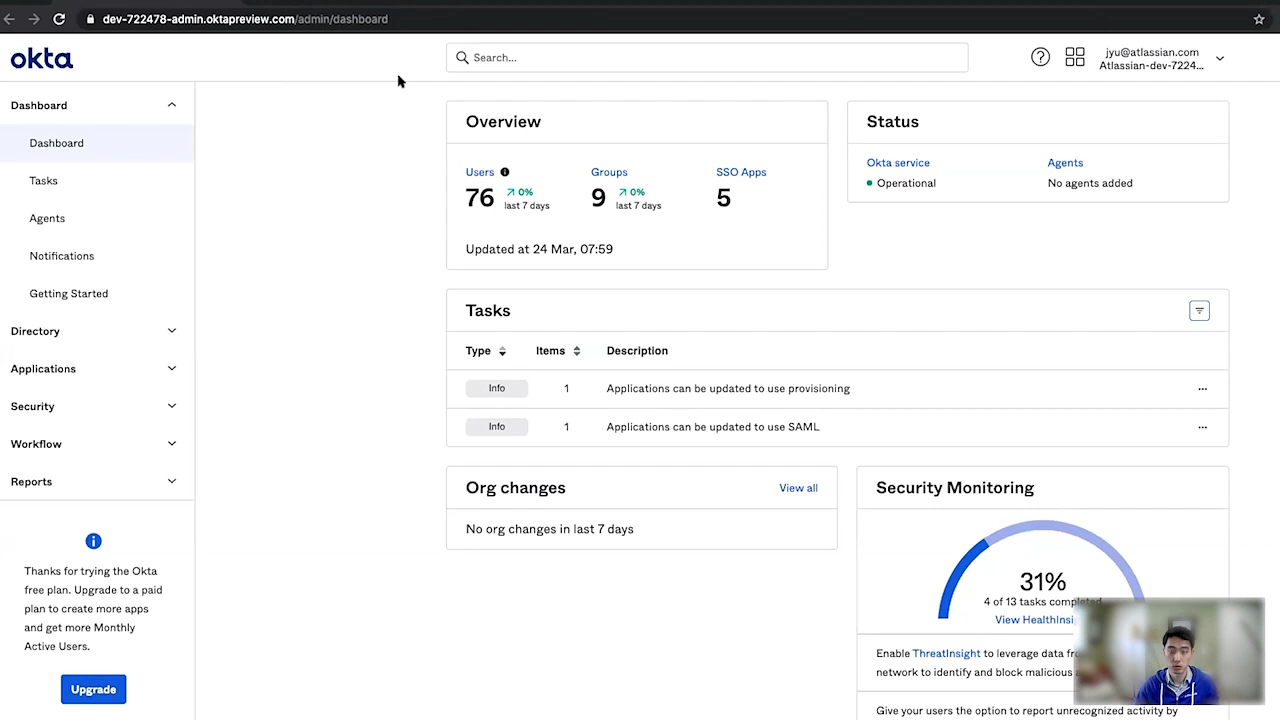 dev-722478-admin.oktapreview.com/admin/dashboard
okta
Search...
jyu@atlassian.com
Atlassian-dev-7224...
Dashboard
Dashboard
Tasks
Agents
Notifications
Getting Started
Directory
Applications
Security
Workflow
Reports
Thanks for trying the Okta
free plan. Upgrade to a paid
plan to create more apps
and get more Monthly
Active Users.
Upgrade
Overview
Users
Groups
SSO Apps
76
0%
last 7 days
9
0%
last 7 days
5
Updated at 24 Mar, 07:59
Status
Okta service
Agents
Operational
No agents added
Tasks
Type
Items
Description
Info
1
Applications can be updated to use provisioning
...
Info
1
Applications can be updated to use SAML
...
Org changes
View all
No org changes in last 7 days
Security Monitoring
31%
4 of 13 tasks completed
View HealthInsi
Enable ThreatInsight to leverage data
network to identify and block malicious
Give your users the option to report unrecognized activity by